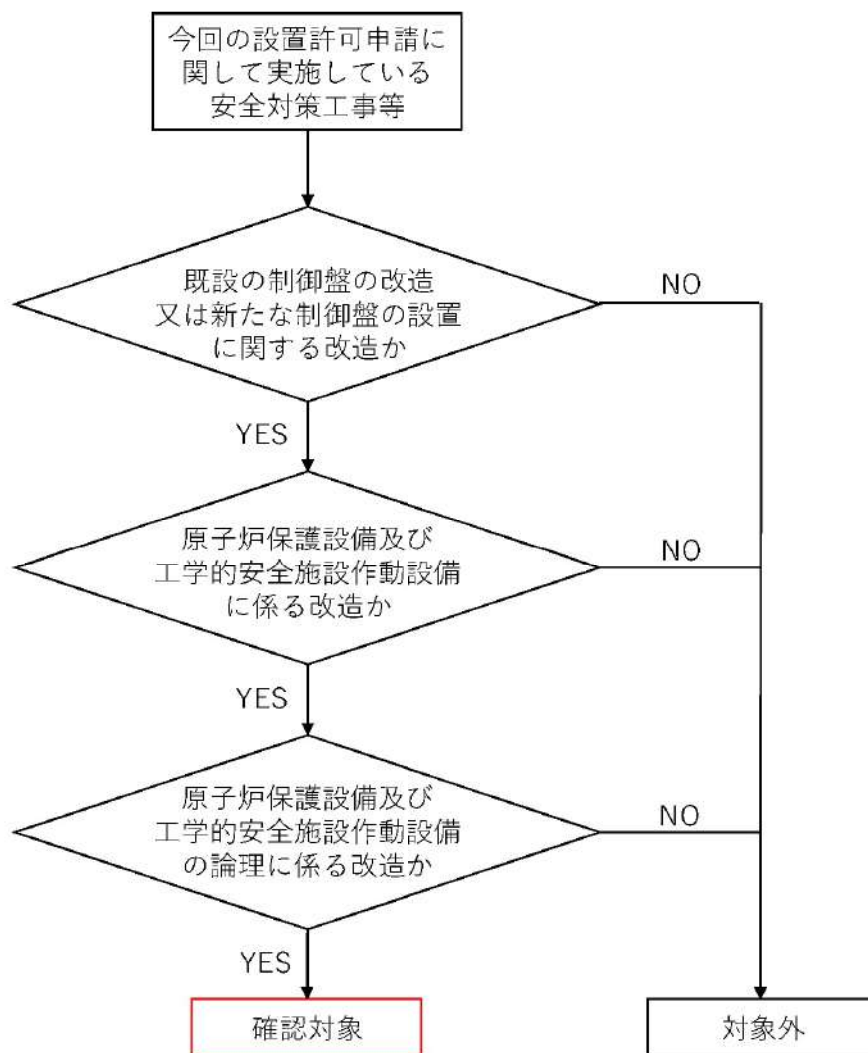 今回の設置許可申請に
関して実施している
安全対策工事等
既設の制御盤の改造
又は新たな制御盤の設置
に関する改造か
NO
YES
原子炉保護設備及び
工学的安全施設作動設備
に係る改造か
NO
YES
原子炉保護設備及び
工学的安全施設作動設備
の論理に係る改造か
NO
YES
確認対象
対象外